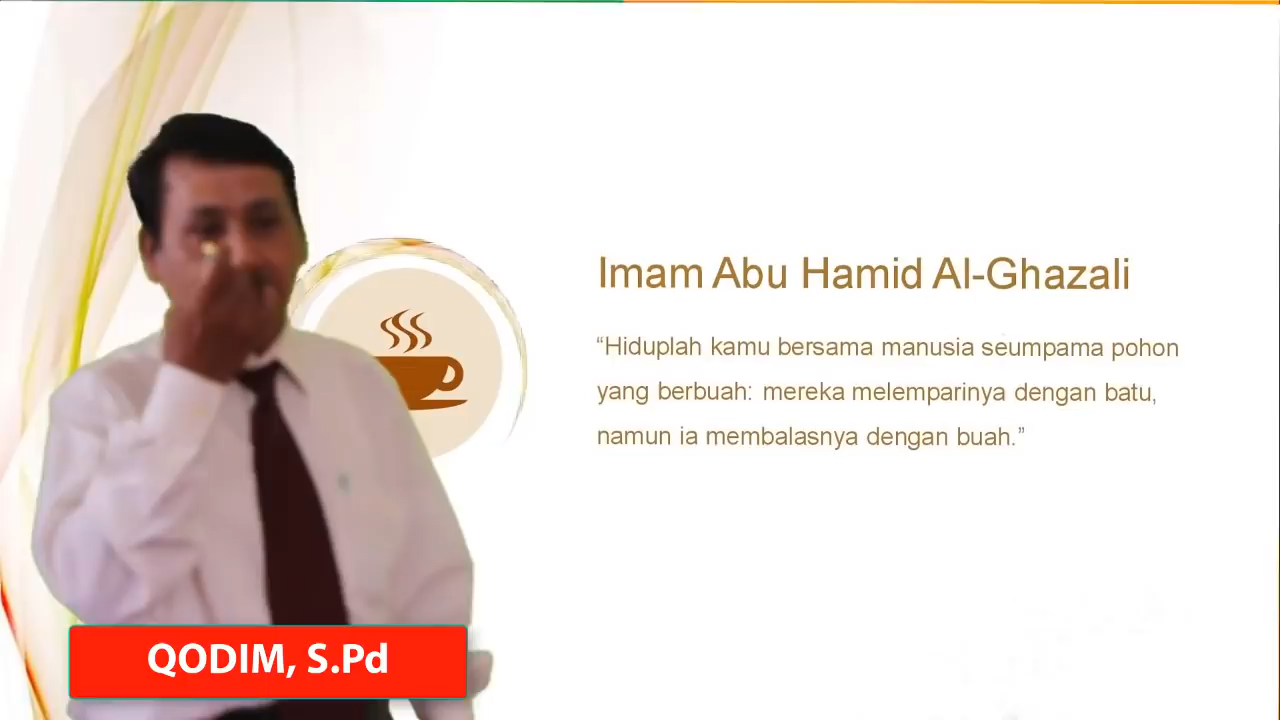 Imam Abu Hamid Al-Ghazali
“Hiduplah kamu bersama manusia seumpama pohon
yang berbuah: mereka melemparinya dengan batu,
namun ia membalasnya dengan buah.”
QODIM, S.Pd